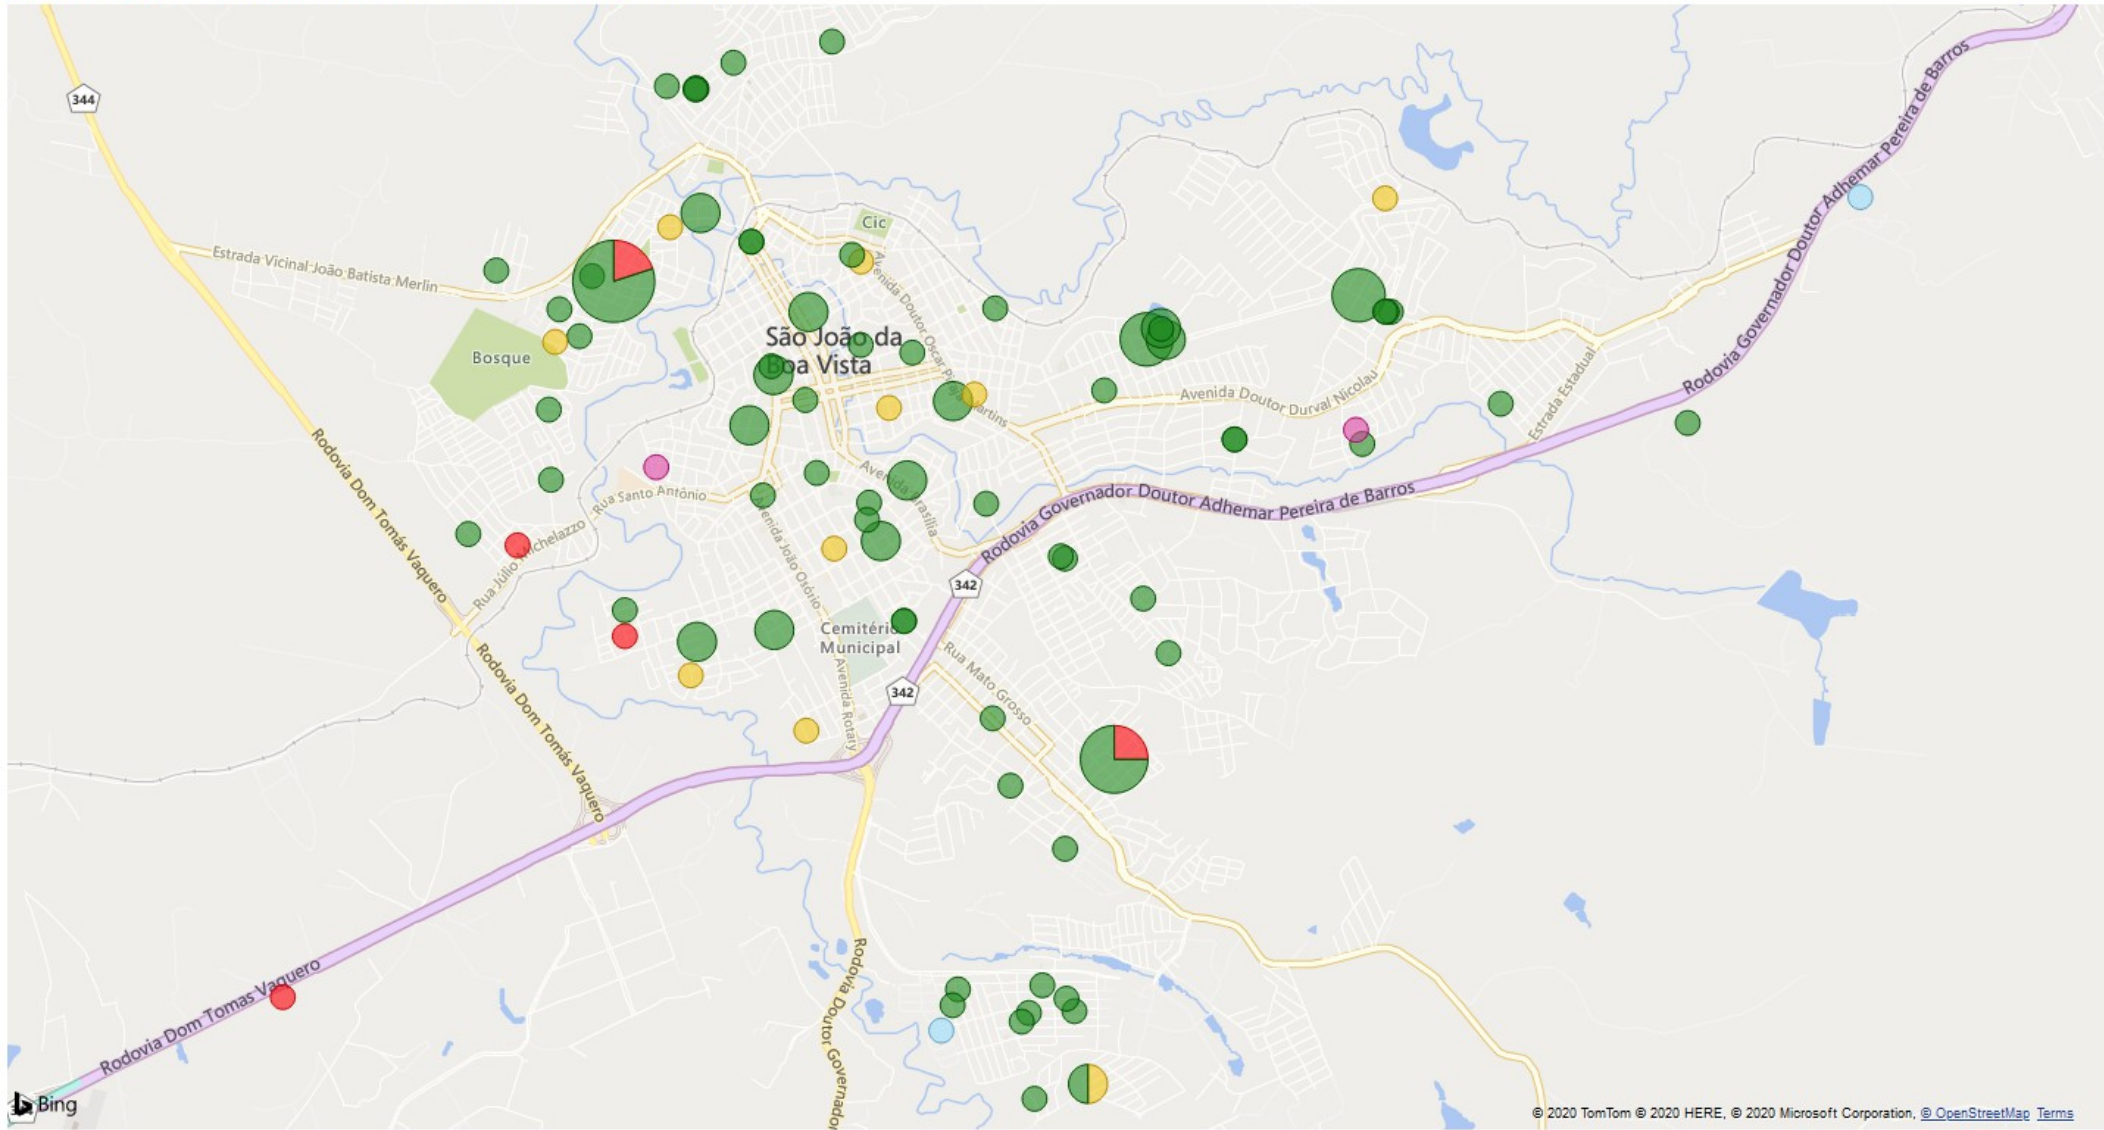 344
Rodovia Governador Doutor Adhemar Pereira de Barros
Cic
Estrada Vicinal João Batista Merlin
Avenida Doutor Oscar Pi
artins
São João da
Boa Vista
Bosque
Avenida Doutor Durval Nicolau
Estrada Estadual
Rodovia Dom Tomás Vaquero
Rua Santo Antônio
Avenida Brasília
Rodovia Governador Doutor Adhemar Pereira de Barros
Rua Júlio Michelazzo
Avenida João Osório
342
Cemitério
Municipal
Rua Mato Grosso
Rodovia Dom Tomás Vaquero
342
Avenida Rotary
Rodovia Dom Tomas Vaquero
Rodovia Doutor Governador
Bing
© 2020 TomTom © 2020 HERE, © 2020 Microsoft Corporation, © OpenStreetMap Terms